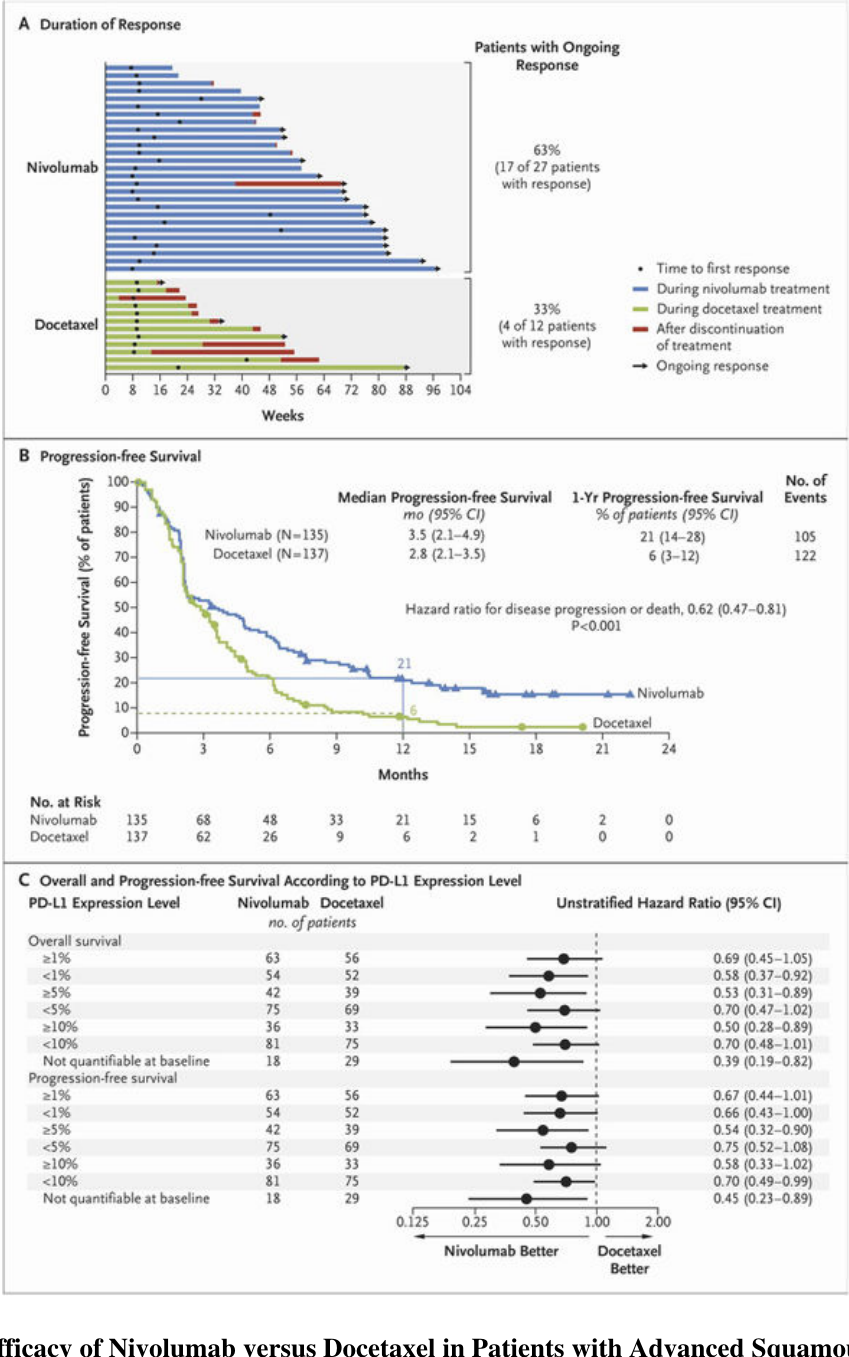 A Duration of Response
Patients with Ongoing
Response
Nivolumab
63%
(17 of 27 patients
with response)
Docetaxel
33%
(4 of 12 patients
with response)
Time to first response
During nivolumab treatment
During docetaxel treatment
After discontinuation
of treatment
Ongoing response
0 8 16 24 32 40 48 56 64 72 80 88 96 104
Weeks
B Progression-free Survival
Progression-free Survival (% of patients)
100
90
80
70
60
50
40
30
20
10
0
Median Progression-free Survival 1-Yr Progression-free Survival No. of Events
mo (95% CI) % of patients (95% CI)
Nivolumab (N=135) 3.5 (2.1–4.9) 21 (14–28) 105
Docetaxel (N=137) 2.8 (2.1–3.5) 6 (3–12) 122
Hazard ratio for disease progression or death, 0.62 (0.47–0.81)
P<0.001
21
6
Nivolumab
Docetaxel
0 3 6 9 12 15 18 21 24
Months
No. at Risk
Nivolumab 135 68 48 33 21 15 6 2 0
Docetaxel 137 62 26 9 6 2 1 0 0
C Overall and Progression-free Survival According to PD-L1 Expression Level
PD-L1 Expression Level Nivolumab Docetaxel Unstratified Hazard Ratio (95% CI)
no. of patients
Overall survival
≥1% 63 56 0.69 (0.45–1.05)
<1% 54 52 0.58 (0.37–0.92)
≥5% 42 39 0.53 (0.31–0.89)
<5% 75 69 0.70 (0.47–1.02)
≥10% 36 33 0.50 (0.28–0.89)
<10% 81 75 0.70 (0.48–1.01)
Not quantifiable at baseline 18 29 0.39 (0.19–0.82)
Progression-free survival
≥1% 63 56 0.67 (0.44–1.01)
<1% 54 52 0.66 (0.43–1.00)
≥5% 42 39 0.54 (0.32–0.90)
<5% 75 69 0.75 (0.52–1.08)
≥10% 36 33 0.58 (0.33–1.02)
<10% 81 75 0.70 (0.49–0.99)
Not quantifiable at baseline 18 29 0.45 (0.23–0.89)
0.125 0.25 0.50 1.00 2.00
Nivolumab Better Docetaxel
Better
fficacy of Nivolumab versus Docetaxel in Patients with Advanced Squamou